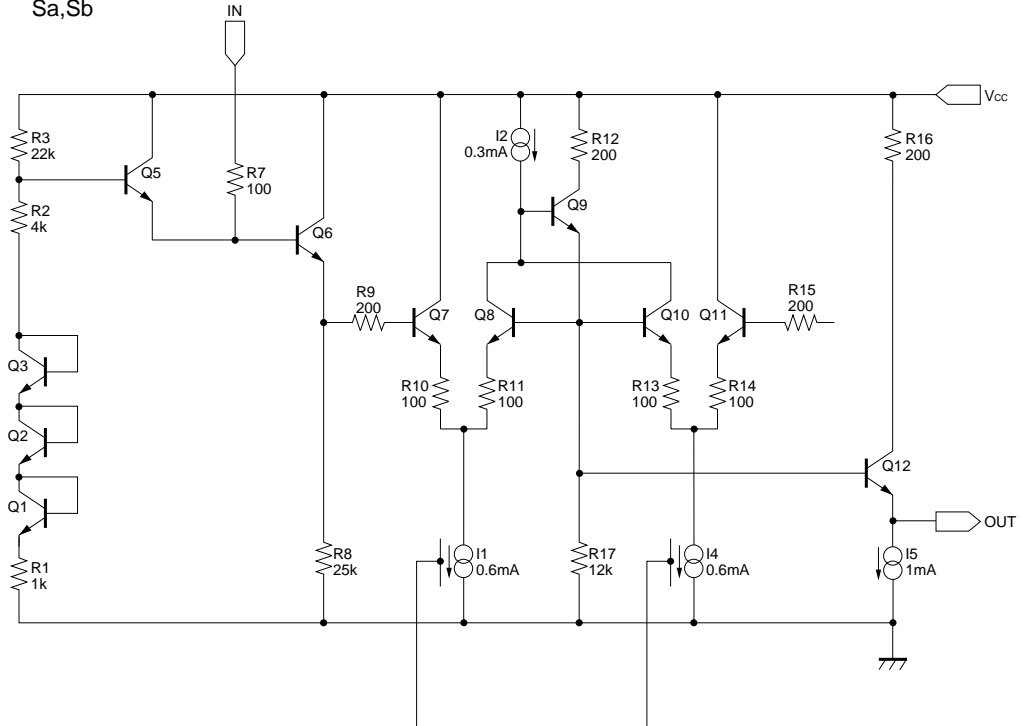 Sa,Sb
IN
Vcc
R3
22k
R2
4k
Q5
R7
100
Q6
I2
0.3mA
R12
200
Q9
R16
200
R9
200
Q7
Q8
Q10
Q11
R15
200
Q3
Q2
Q1
R1
1k
R10
100
R11
100
R13
100
R14
100
Q12
OUT
R8
25k
I1
0.6mA
R17
12k
I4
0.6mA
I5
1mA